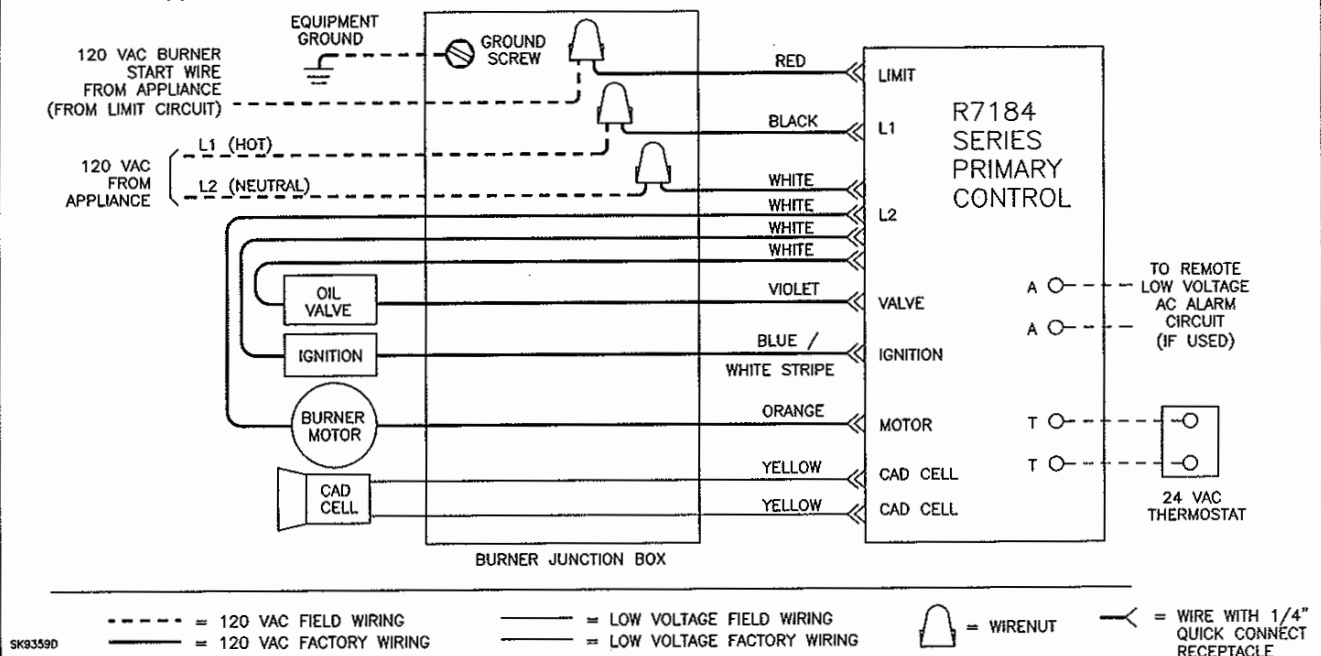 EQUIPMENT
GROUND
GROUND
SCREW
120 VAC BURNER
START WIRE
FROM APPLIANCE
(FROM LIMIT CIRCUIT)
L1 (HOT)
120 VAC
FROM
APPLIANCE
L2 (NEUTRAL)
RED
BLACK
WHITE
WHITE
WHITE
WHITE
VIOLET
BLUE /
WHITE STRIPE
ORANGE
YELLOW
YELLOW
OIL
VALVE
IGNITION
BURNER
MOTOR
CAD
CELL
BURNER JUNCTION BOX
LIMIT
L1
L2
VALVE
IGNITION
MOTOR
CAD CELL
CAD CELL
R7184
SERIES
PRIMARY
CONTROL
A
A
T
T
TO REMOTE
LOW VOLTAGE
AC ALARM
CIRCUIT
(IF USED)
24 VAC
THERMOSTAT
= 120 VAC FIELD WIRING
= 120 VAC FACTORY WIRING
= LOW VOLTAGE FIELD WIRING
= LOW VOLTAGE FACTORY WIRING
= WIRENUT
= WIRE WITH 1/4"
QUICK CONNECT
RECEPTACLE
SK9359D